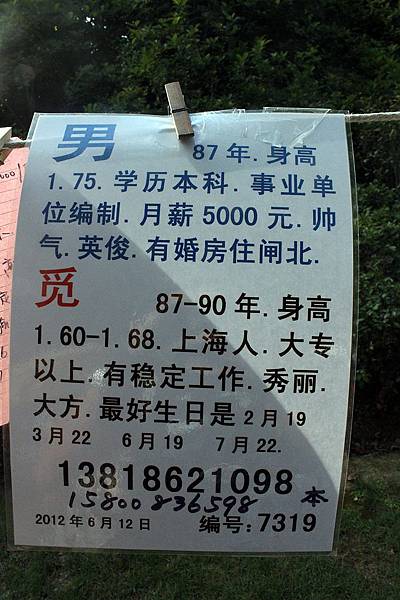 男 87年.身高
1.75.学历本科.事业单
位编制.月薪5000元.帅
气.英俊.有婚房住闸北.
觅 87-90年.身高
1.60-1.68.上海人.大专
以上.有稳定工作.秀丽.
大方.最好生日是2月19
3月22 6月19 7月22.
13818621098
15800836598 本
2012年6月12日 编号:7319